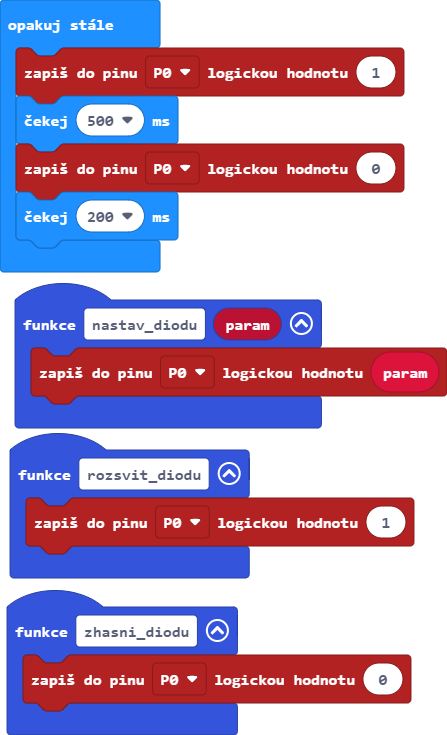 opakuj stále
zapiš do pinu P0 logickou hodnotu 1
čekej 500 ms
zapiš do pinu P0 logickou hodnotu 0
čekej 200 ms
funkce nastav_diodu param
zapiš do pinu P0 logickou hodnotu param
funkce rozsvit_diodu
zapiš do pinu P0 logickou hodnotu 1
funkce zhasni_diodu
zapiš do pinu P0 logickou hodnotu 0